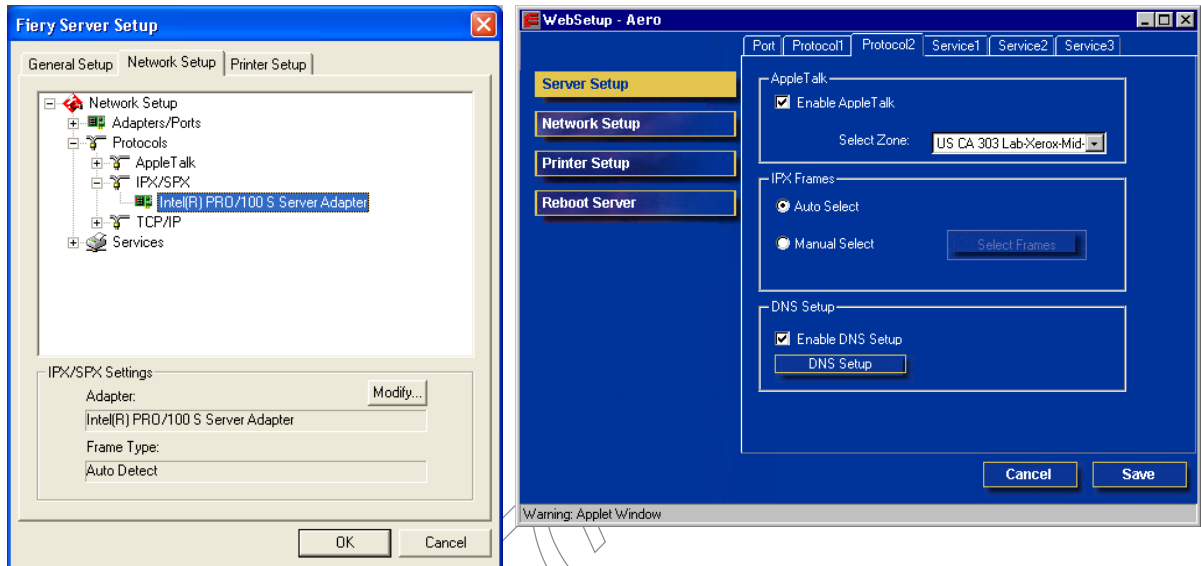 Fiery Server Setup
General Setup Network Setup Printer Setup
Network Setup
Adapters/Ports
Protocols
AppleTalk
IPX/SPX
Intel(R) PRO/100 S Server Adapter
TCP/IP
Services
IPX/SPX Settings
Adapter:
Modify...
Intel(R) PRO/100 S Server Adapter
Frame Type:
Auto Detect
OK Cancel
WebSetup - Aero
Port Protocol1 Protocol2 Service1 Service2 Service3
Server Setup
Network Setup
Printer Setup
Reboot Server
AppleTalk
Enable AppleTalk
Select Zone: US CA 303 Lab-Xerox-Mid-
IPX Frames
Auto Select
Manual Select Select Frames
DNS Setup
Enable DNS Setup
DNS Setup
Cancel Save
Warning: Applet Window